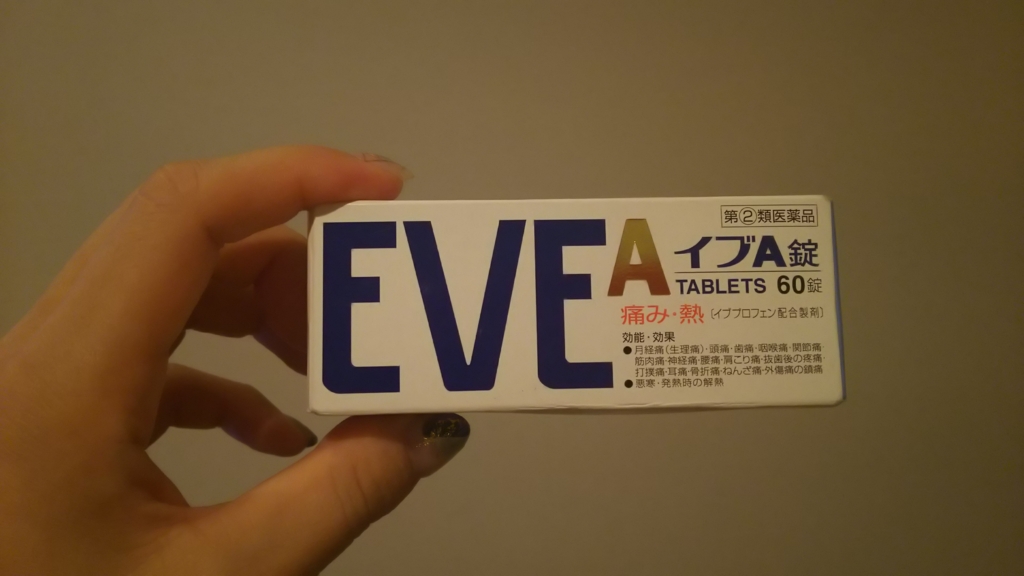 EVE A
第②類医薬品
イブA錠
TABLETS 60錠
痛み・熱 [イブプロフェン配合製剤]
効能・効果
●月経痛(生理痛)・頭痛・歯痛・咽喉痛・関節痛・
筋肉痛・神経痛・腰痛・肩こり痛・抜歯後の疼痛・
打撲痛・耳痛・骨折痛・ねんざ痛・外傷痛の鎮痛
●悪寒・発熱時の解熱